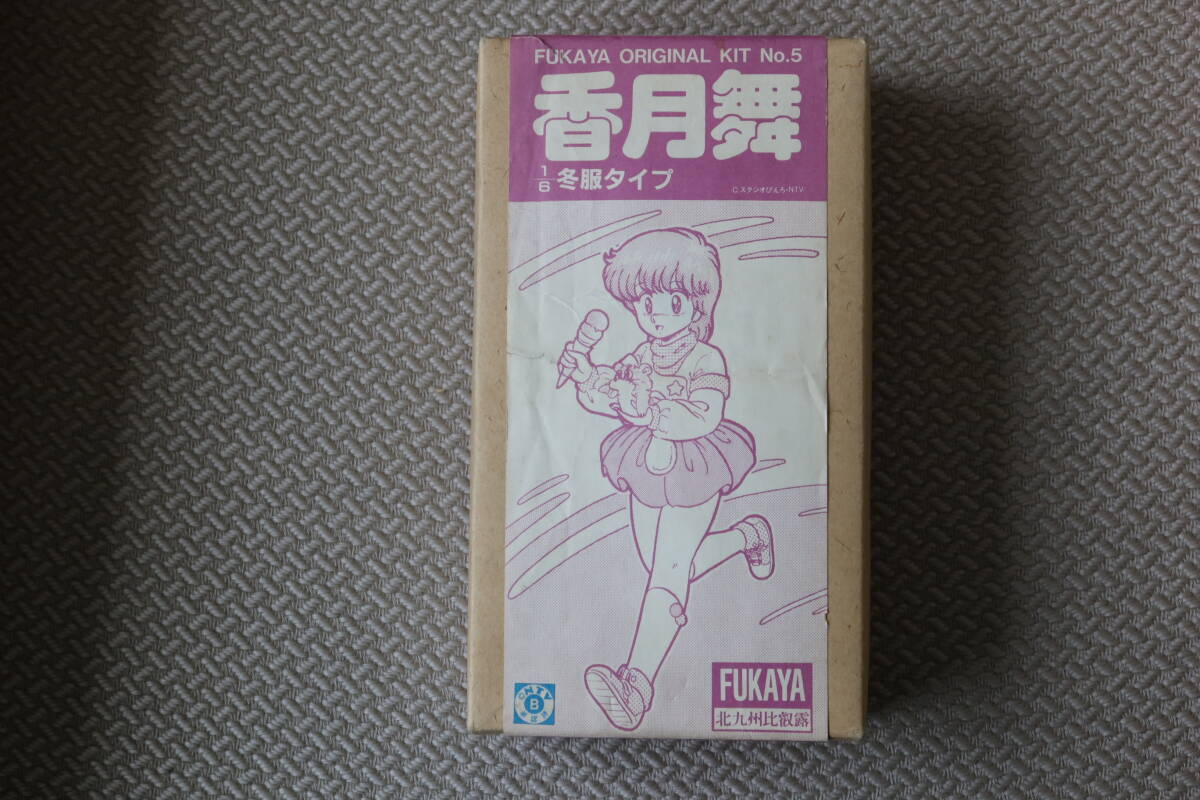 FUKAYA ORIGINAL KIT No.5
香月舞
1/6 冬服タイプ
C.スタジオぴえろ・NTV
NTV
B
FUKAYA
北九州比叡露